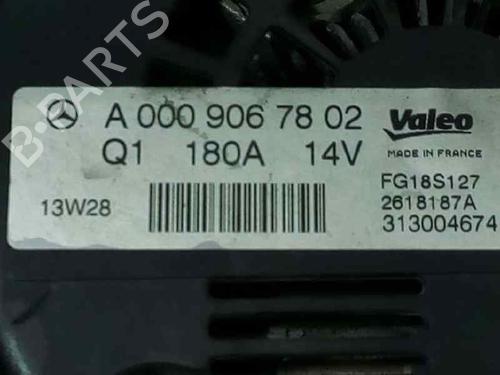 A 000 906 78 02
Q1 180A 14V
13W28
Valeo
MADE IN FRANCE
FG18S127
2618187A
313004674
B-PARTS